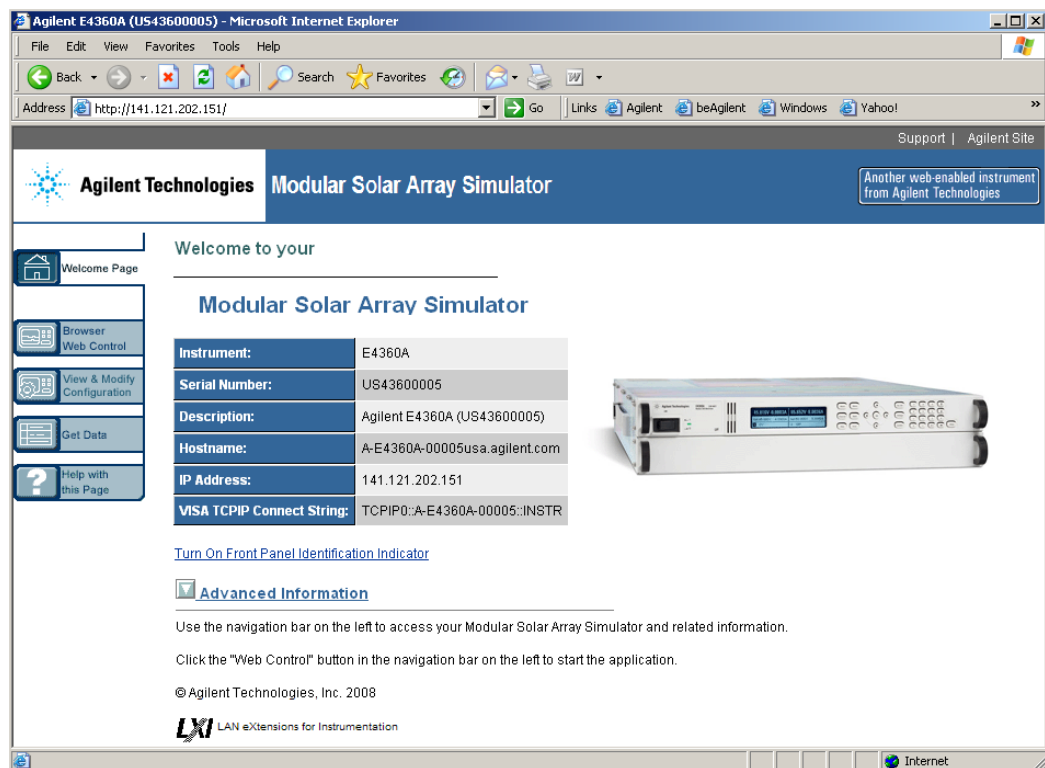 Agilent E4360A (US43600005) - Microsoft Internet Explorer
File Edit View Favorites Tools Help
Back Search Favorites
Address http://141.121.202.151/ Go Links Agilent beAgilent Windows Yahoo! »
Support | Agilent Site
Agilent Technologies Modular Solar Array Simulator
Another web-enabled instrument
from Agilent Technologies
Welcome Page
Browser
Web Control
View & Modify
Configuration
Get Data
Help with
this Page
Welcome to your
Modular Solar Array Simulator
Instrument: E4360A
Serial Number: US43600005
Description: Agilent E4360A (US43600005)
Hostname: A-E4360A-00005usa.agilent.com
IP Address: 141.121.202.151
VISA TCPIP Connect String: TCPIP0::A-E4360A-00005::INSTR
Turn On Front Panel Identification Indicator
Advanced Information
Use the navigation bar on the left to access your Modular Solar Array Simulator and related information.
Click the "Web Control" button in the navigation bar on the left to start the application.
© Agilent Technologies, Inc. 2008
LXI LAN eXtensions for Instrumentation
Internet